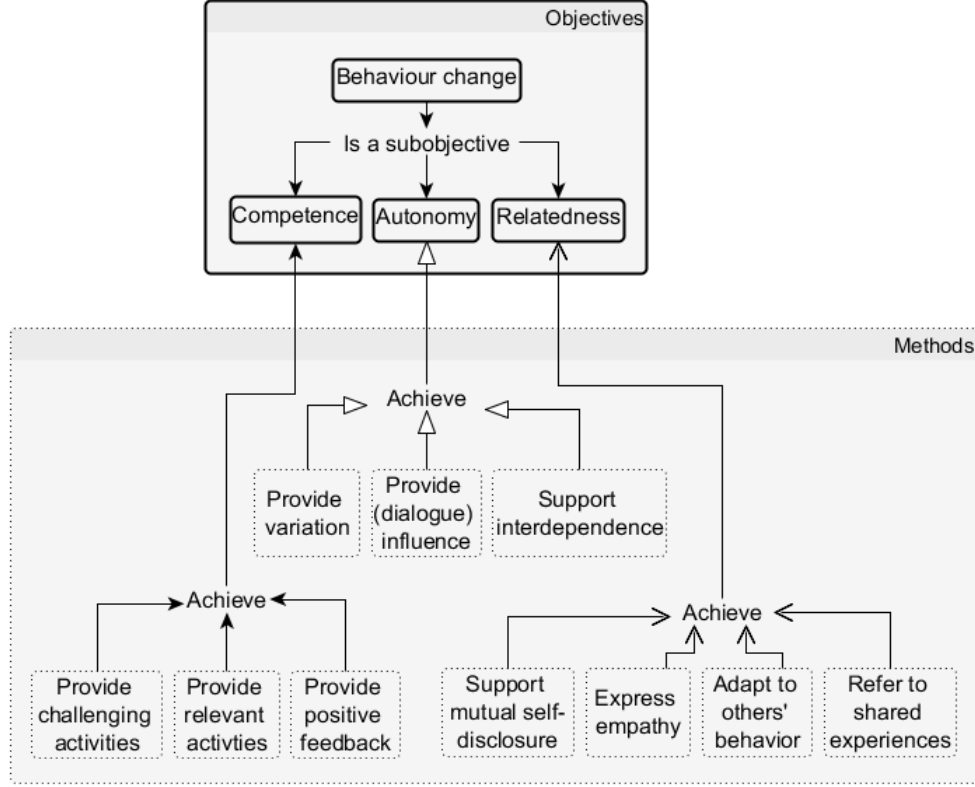 Objectives
Behaviour change
Is a subobjective
Competence
Autonomy
Relatedness
Methods
Achieve
Provide
variation
Provide
(dialogue)
influence
Support
interdependence
Achieve
Provide
challenging
activities
Provide
relevant
activties
Provide
positive
feedback
Achieve
Support
mutual self-
disclosure
Express
empathy
Adapt to
others'
behavior
Refer to
shared
experiences